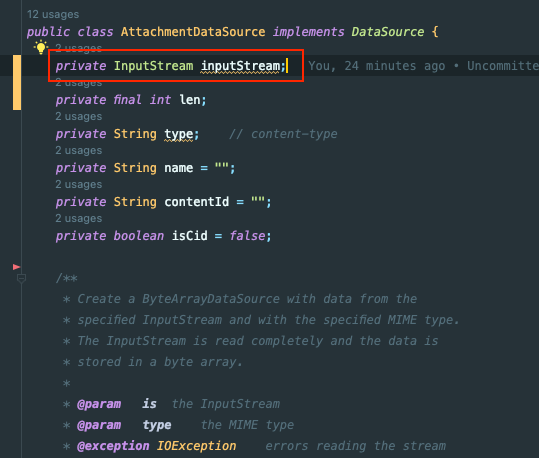 12 usages
public class AttachmentDataSource implements DataSource {
2 usages
private InputStream inputStream; You, 24 minutes ago • Uncommitte
2 usages
private final int len;
2 usages
private String type; // content-type
2 usages
private String name = "";
2 usages
private String contentId = "";
2 usages
private boolean isCid = false;
/**
* Create a ByteArrayDataSource with data from the
* specified InputStream and with the specified MIME type.
* The InputStream is read completely and the data is
* stored in a byte array.
*
* @param is the InputStream
* @param type the MIME type
* @exception IOException errors reading the stream